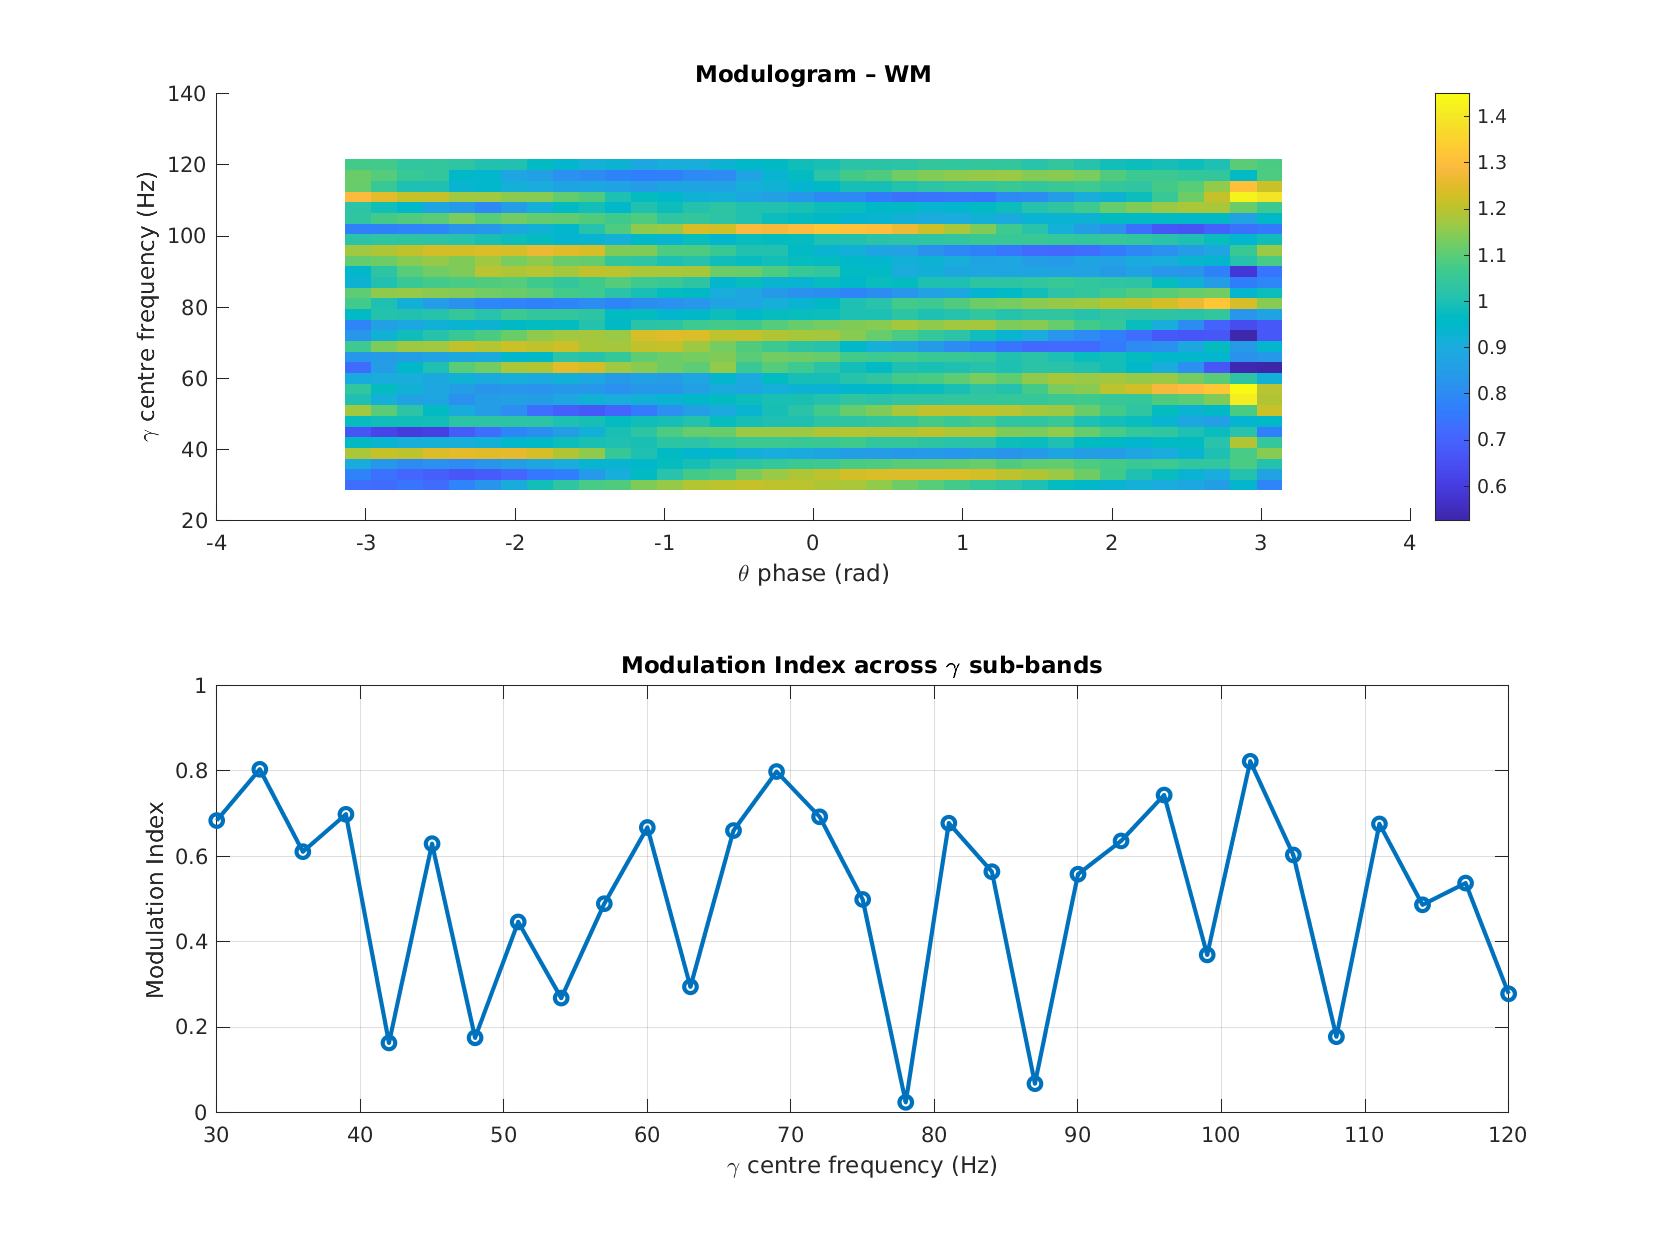 Modulogram – WM
140
120
100
80
60
40
20
γ centre frequency (Hz)
-4 -3 -2 -1 0 1 2 3 4
θ phase (rad)
1.4
1.3
1.2
1.1
1
0.9
0.8
0.7
0.6
Modulation Index across γ sub-bands
1
0.8
0.6
0.4
0.2
0
Modulation Index
30 40 50 60 70 80 90 100 110 120
γ centre frequency (Hz)